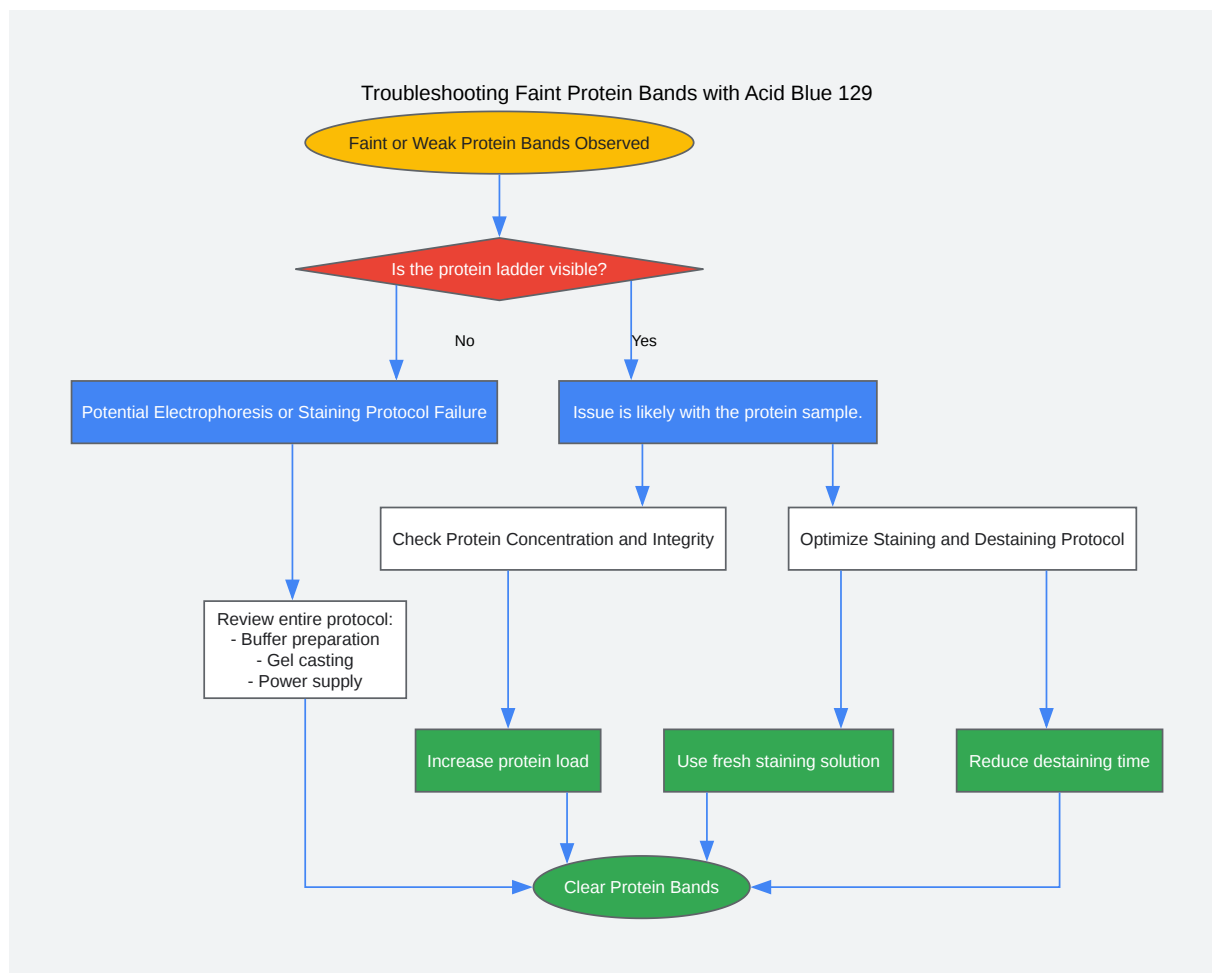 Troubleshooting Faint Protein Bands with Acid Blue 129
Faint or Weak Protein Bands Observed
Is the protein ladder visible?
No
Yes
Potential Electrophoresis or Staining Protocol Failure
Issue is likely with the protein sample.
Check Protein Concentration and Integrity
Optimize Staining and Destaining Protocol
Review entire protocol:
- Buffer preparation
- Gel casting
- Power supply
Increase protein load
Use fresh staining solution
Reduce destaining time
Clear Protein Bands